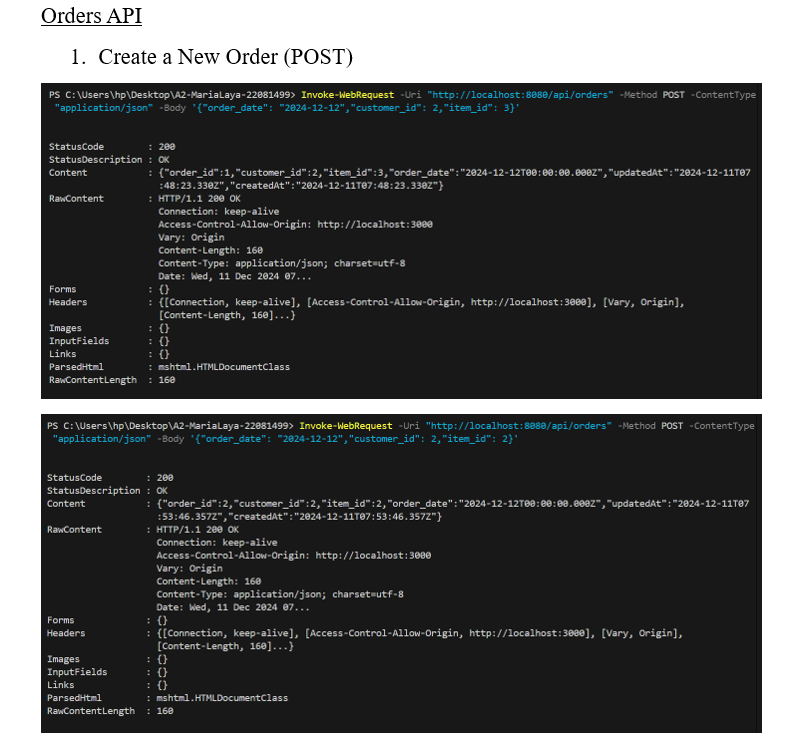 Orders API
1. Create a New Order (POST)
PS C:\Users\hp\Desktop\A2-MariaLaya-22081499> Invoke-WebRequest -Uri "http://localhost:8080/api/orders" -Method POST -ContentType
"application/json" -Body '{"order_date": "2024-12-12","customer_id": 2,"item_id": 3}'
StatusCode : 200
StatusDescription : OK
Content : {"order_id":1,"customer_id":2,"item_id":3,"order_date":"2024-12-12T00:00:00.000Z","updatedAt":"2024-12-11T07
:48:23.330Z","createdAt":"2024-12-11T07:48:23.330Z"}
RawContent : HTTP/1.1 200 OK
Connection: keep-alive
Access-Control-Allow-Origin: http://localhost:3000
Vary: Origin
Content-Length: 160
Content-Type: application/json; charset=utf-8
Date: Wed, 11 Dec 2024 07...
Forms : {}
Headers : {[Connection, keep-alive], [Access-Control-Allow-Origin, http://localhost:3000], [Vary, Origin],
[Content-Length, 160]...}
Images : {}
InputFields : {}
Links : {}
ParsedHtml : mshtml.HTMLDocumentClass
RawContentLength : 160
PS C:\Users\hp\Desktop\A2-MariaLaya-22081499> Invoke-WebRequest -Uri "http://localhost:8080/api/orders" -Method POST -ContentType
"application/json" -Body '{"order_date": "2024-12-12","customer_id": 2,"item_id": 2}'
StatusCode : 200
StatusDescription : OK
Content : {"order_id":2,"customer_id":2,"item_id":2,"order_date":"2024-12-12T00:00:00.000Z","updatedAt":"2024-12-11T07
:53:46.357Z","createdAt":"2024-12-11T07:53:46.357Z"}
RawContent : HTTP/1.1 200 OK
Connection: keep-alive
Access-Control-Allow-Origin: http://localhost:3000
Vary: Origin
Content-Length: 160
Content-Type: application/json; charset=utf-8
Date: Wed, 11 Dec 2024 07...
Forms : {}
Headers : {[Connection, keep-alive], [Access-Control-Allow-Origin, http://localhost:3000], [Vary, Origin],
[Content-Length, 160]...}
Images : {}
InputFields : {}
Links : {}
ParsedHtml : mshtml.HTMLDocumentClass
RawContentLength : 160